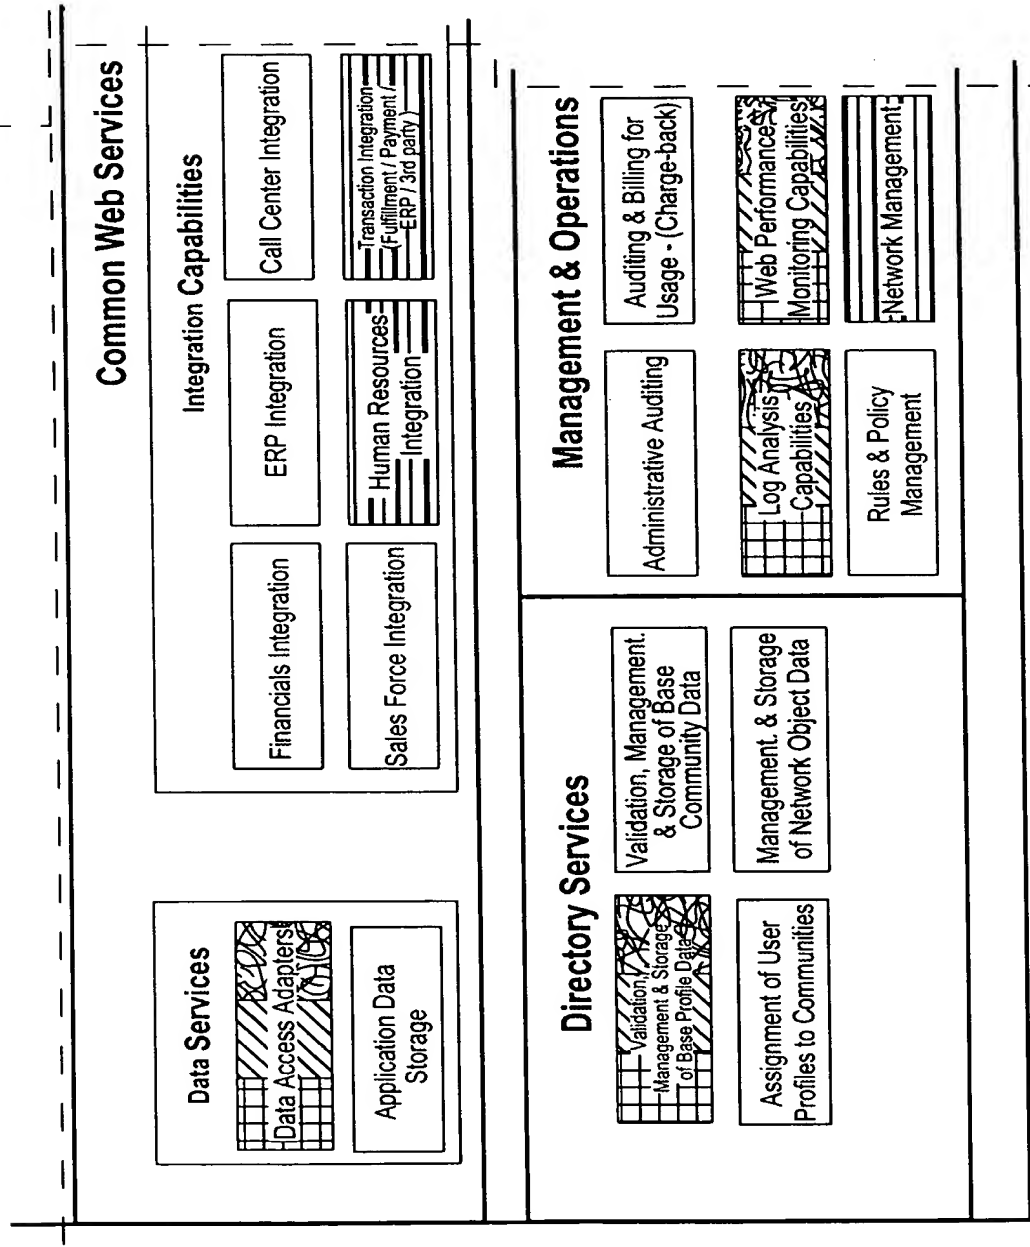 Common Web Services
Data Services
Data Access Adapters
Application Data
Storage
Integration Capabilities
Financials Integration
ERP Integration
Call Center Integration
Sales Force Integration
Human Resources
Integration
Transaction Integration
(Fulfillment / Payment /
ERP / 3rd party )
Directory Services
Validation,
Management & Storage
of Base Profile Data
Validation, Management.
& Storage of Base
Community Data
Assignment of User
Profiles to Communities
Management. & Storage
of Network Object Data
Management & Operations
Administrative Auditing
Auditing & Billing for
Usage - (Charge-back)
Log Analysis
Capabilities
Web Performance
Monitoring Capabilities
Rules & Policy
Management
Network Management